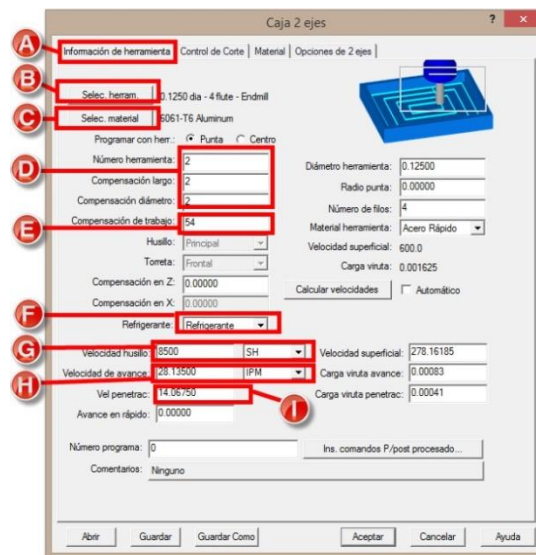 Caja 2 ejes
? ×
A
Información de herramienta Control de Corte Material Opciones de 2 ejes
B
Selec. herram. 0.1250 dia - 4 flute - Endmill
C
Selec. material 6061-T6 Aluminum
Programar con herr.: Punta Centro
D
Número herramienta: 2
Compensación largo: 2
Compensación diámetro: 2
E
Compensación de trabajo: 54
Husillo: Principal
Torreta: Frontal
Compensación en Z: 0.00000
Compensación en X: 0.00000
F
Refrigerante: Refrigerante
Diámetro herramienta: 0.12500
Radio punta: 0.00000
Número de filos: 4
Material herramienta: Acero Rápido
Velocidad superficial: 600.0
Carga viruta: 0.001625
Calcular velocidades Automático
G
Velocidad husillo: 8500 SH Velocidad superficial: 278.16185
H
Velocidad de avance: 28.13500 IPM Carga viruta avance: 0.00083
I
Vel penetrac: 14.06750 Carga viruta penetrac: 0.00041
Avance en rápido: 0.00000
Número programa: 0 Ins. comandos P/post procesado...
Comentarios: Ninguno
Abrir Guardar Guardar Como Aceptar Cancelar Ayuda